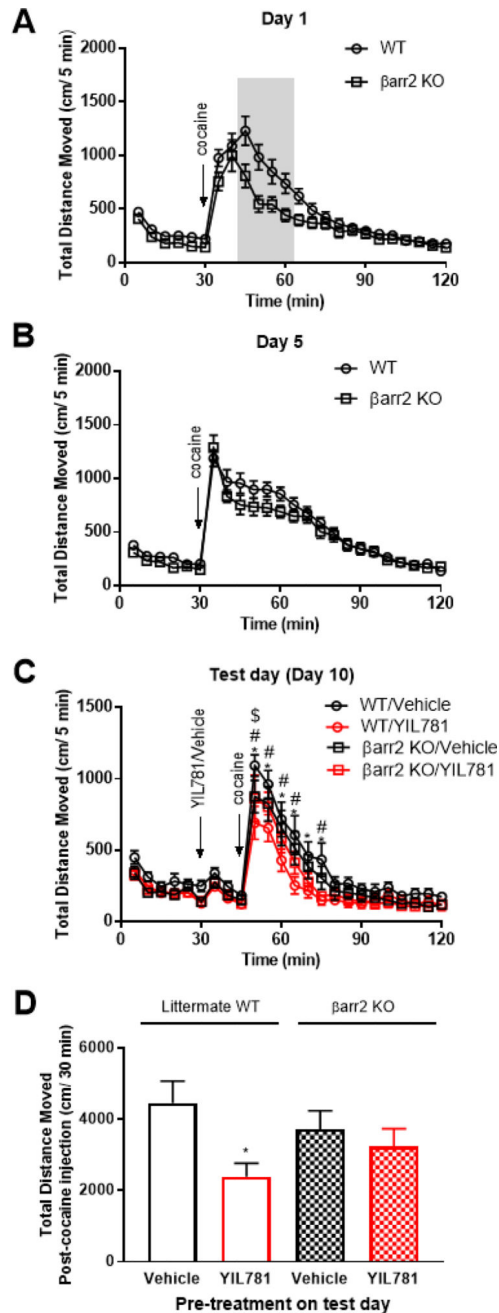 A
Day 1
WT
βarr2 KO
cocaine
Total Distance Moved (cm/ 5 min)
2000
1500
1000
500
0
0 30 60 90 120
Time (min)
B
Day 5
WT
βarr2 KO
cocaine
Total Distance Moved (cm/ 5 min)
2000
1500
1000
500
0
0 30 60 90 120
Time (min)
C
Test day (Day 10)
WT/Vehicle
WT/YIL781
βarr2 KO/Vehicle
βarr2 KO/YIL781
YIL781/Vehicle
cocaine
$
# # # # #
* * * * * *
Total Distance Moved (cm/ 5 min)
1500
1000
500
0
0 30 60 90 120
Time (min)
D
Littermate WT βarr2 KO
Total Distance Moved
Post-cocaine injection (cm/ 30 min)
6000
4000
2000
0
*
Vehicle YIL781 Vehicle YIL781
Pre-treatment on test day